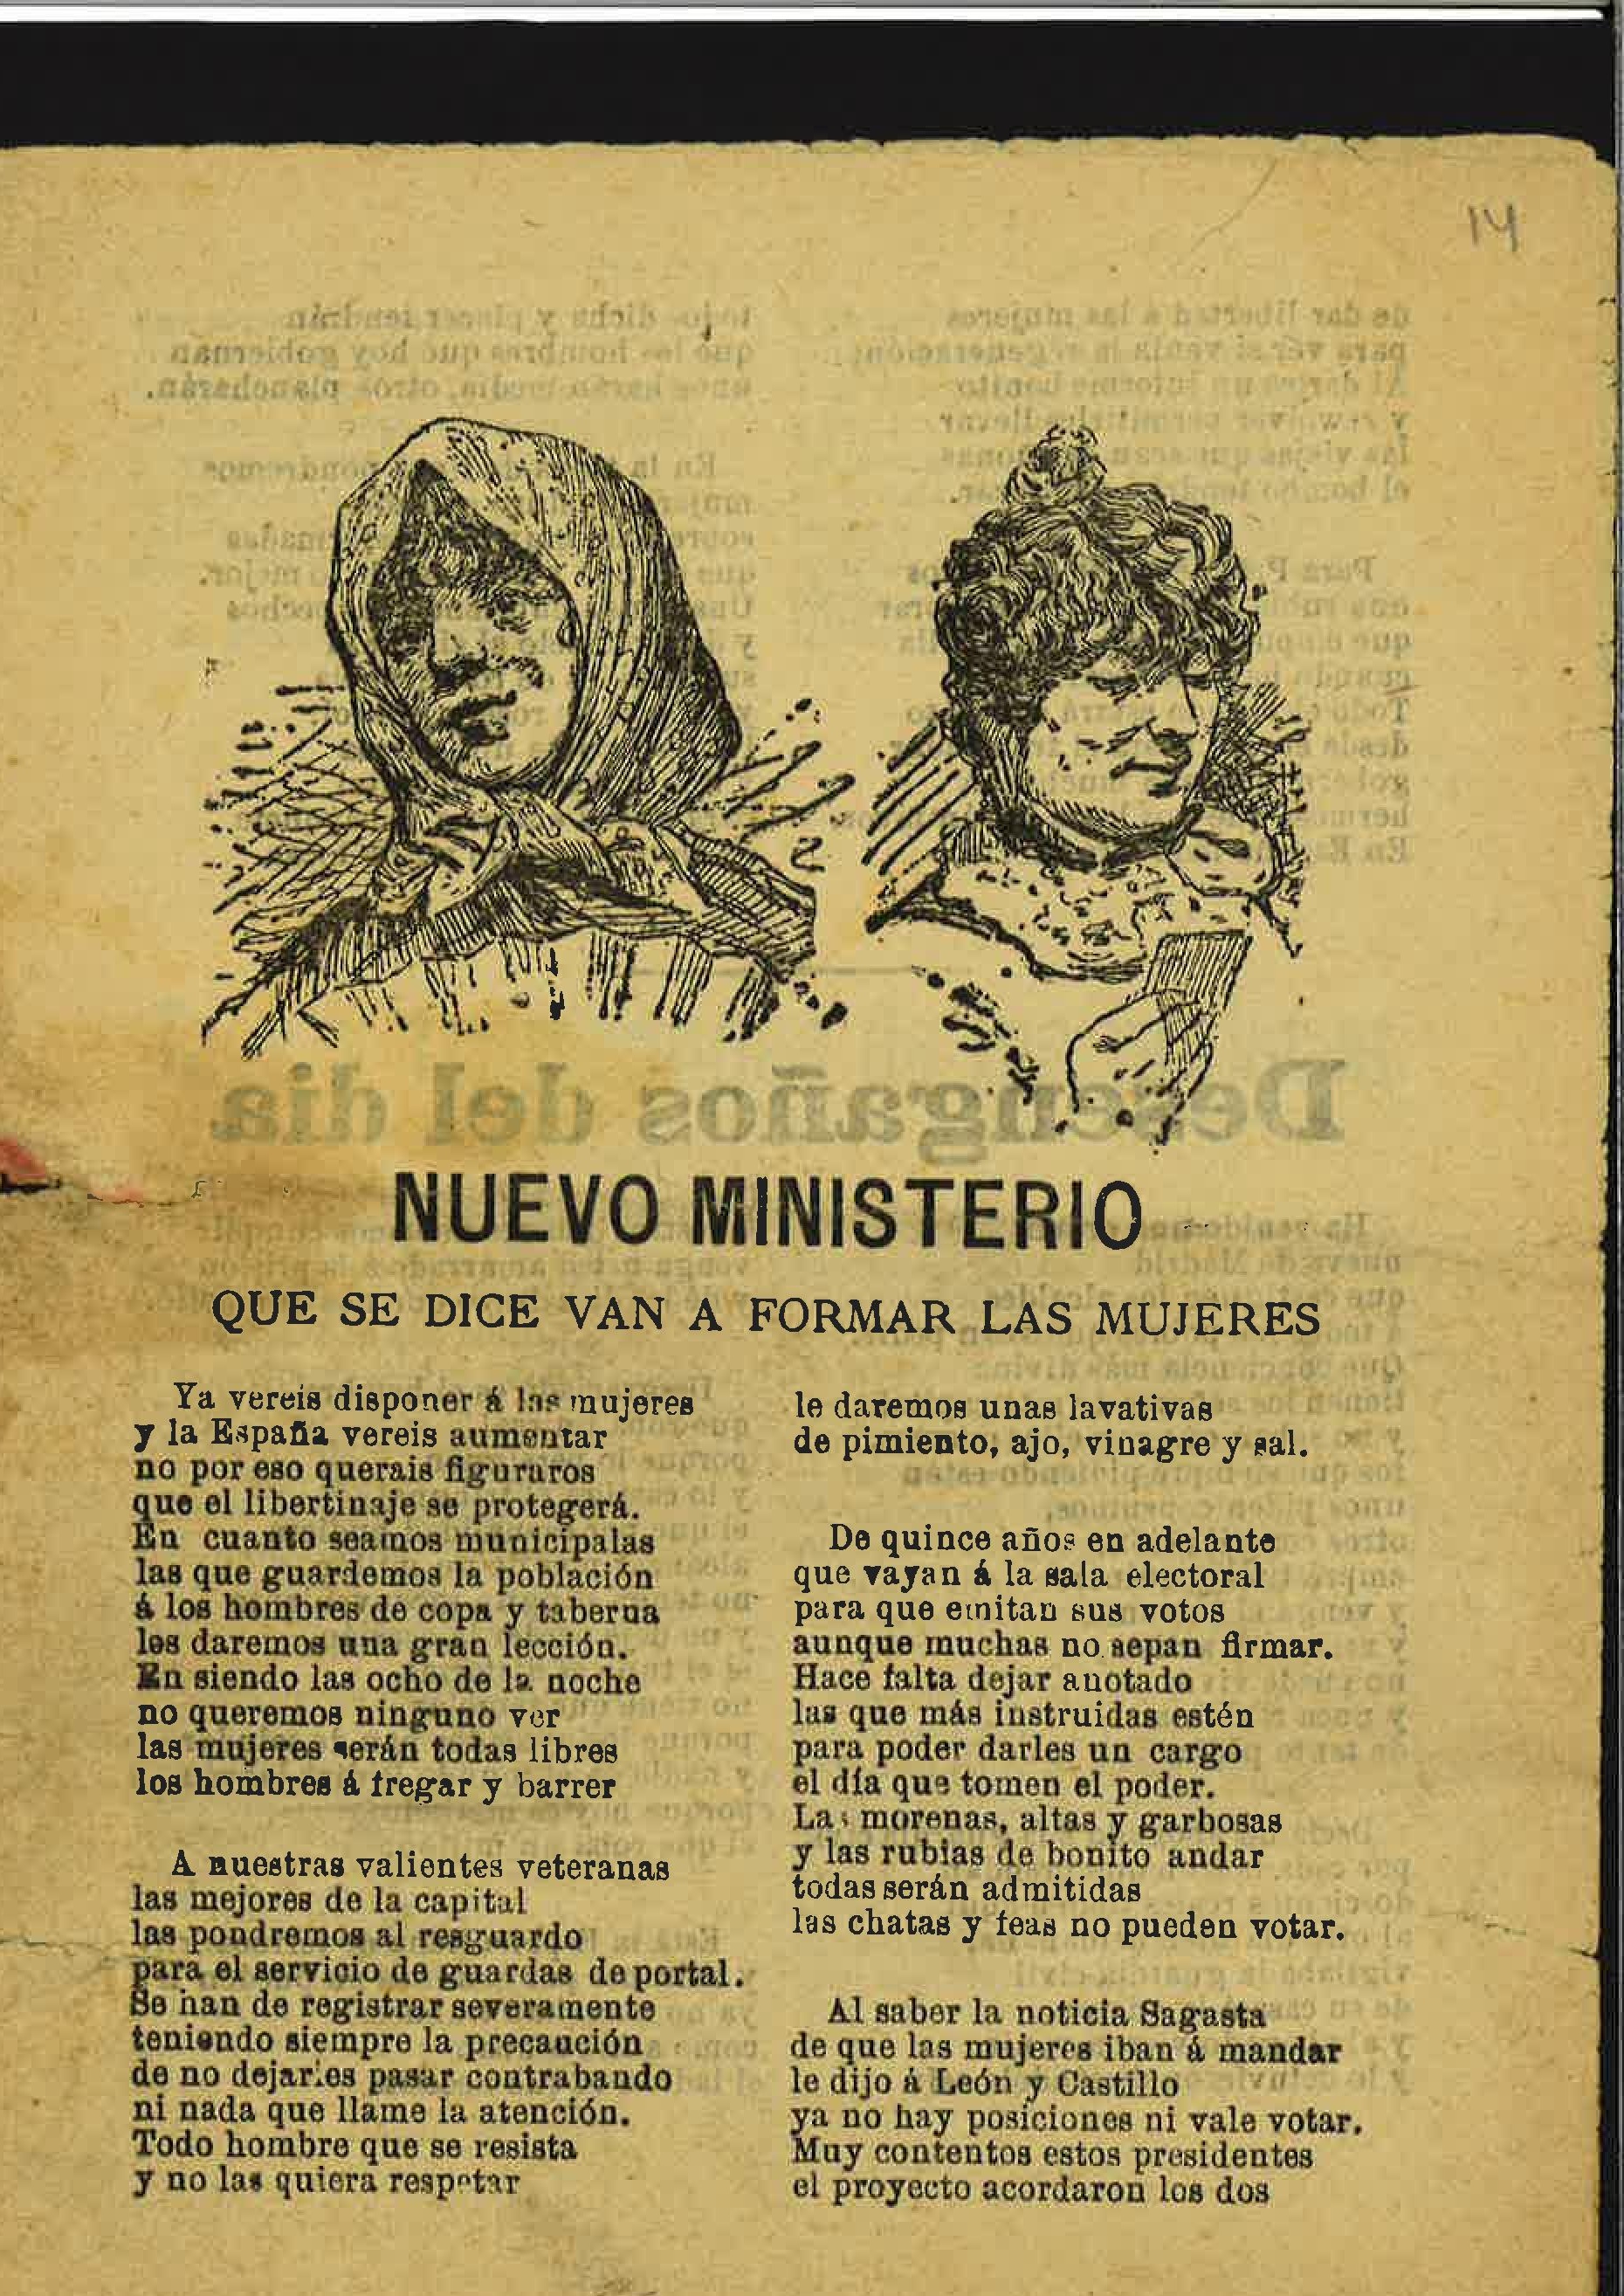 14
NUEVO MINISTERIO
QUE SE DICE VAN A FORMAR LAS MUJERES
Ya vereis disponer á las mujeres
y la España vereis aumentar
no por eso querais figuraros
que el libertinaje se protegerá.
En cuanto seamos municipalas
las que guardemos la población
á los hombres de copa y taberna
les daremos una gran lección.
En siendo las ocho de la noche
no queremos ninguno ver
las mujeres serán todas libres
los hombres á fregar y barrer
A nuestras valientes veteranas
las mejores de la capital
las pondremos al resguardo
para el servicio de guardas de portal.
Se han de registrar severamente
teniendo siempre la precaución
de no dejarles pasar contrabando
ni nada que llame la atención.
Todo hombre que se resista
y no las quiera respetar
le daremos unas lavativas
de pimiento, ajo, vinagre y sal.
De quince años en adelante
que vayan á la sala electoral
para que emitan sus votos
aunque muchas no sepan firmar.
Hace falta dejar anotado
las que más instruidas estén
para poder darles un cargo
el día que tomen el poder.
Las morenas, altas y garbosas
y las rubias de bonito andar
todas serán admitidas
las chatas y feas no pueden votar.
Al saber la noticia Sagasta
de que las mujeres iban á mandar
le dijo á León y Castillo
ya no hay posiciones ni vale votar.
Muy contentos estos presidentes
el proyecto acordaron los dos